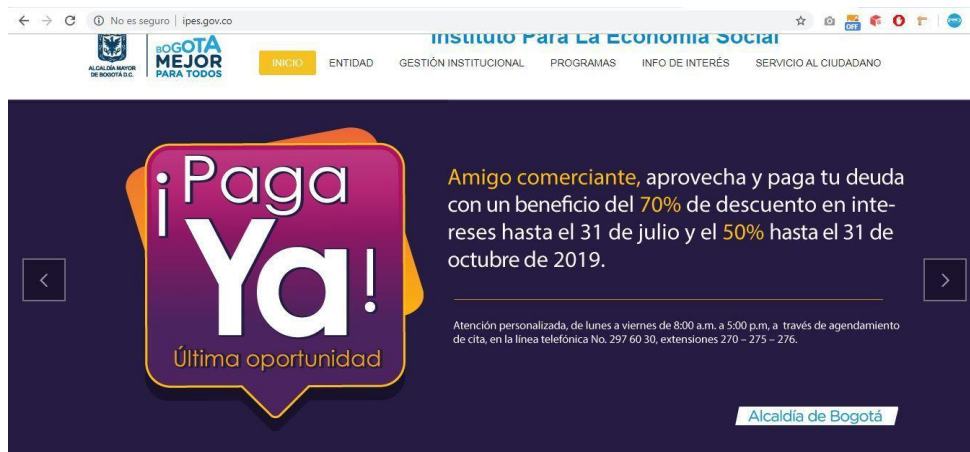 No es seguro | ipes.gov.co
OFF
Instituto Para La Economía Social
ALCALDÍA MAYOR
DE BOGOTÁ D.C.
BOGOTÁ
MEJOR
PARA TODOS
INICIO ENTIDAD GESTIÓN INSTITUCIONAL PROGRAMAS INFO DE INTERÉS SERVICIO AL CIUDADANO
¡Paga
Ya!
Última oportunidad
Amigo comerciante, aprovecha y paga tu deuda
con un beneficio del 70% de descuento en inte-
reses hasta el 31 de julio y el 50% hasta el 31 de
octubre de 2019.
Atención personalizada, de lunes a viernes de 8:00 a.m. a 5:00 p.m, a través de agendamiento
de cita, en la línea telefónica No. 297 60 30, extensiones 270 – 275 – 276.
Alcaldía de Bogotá